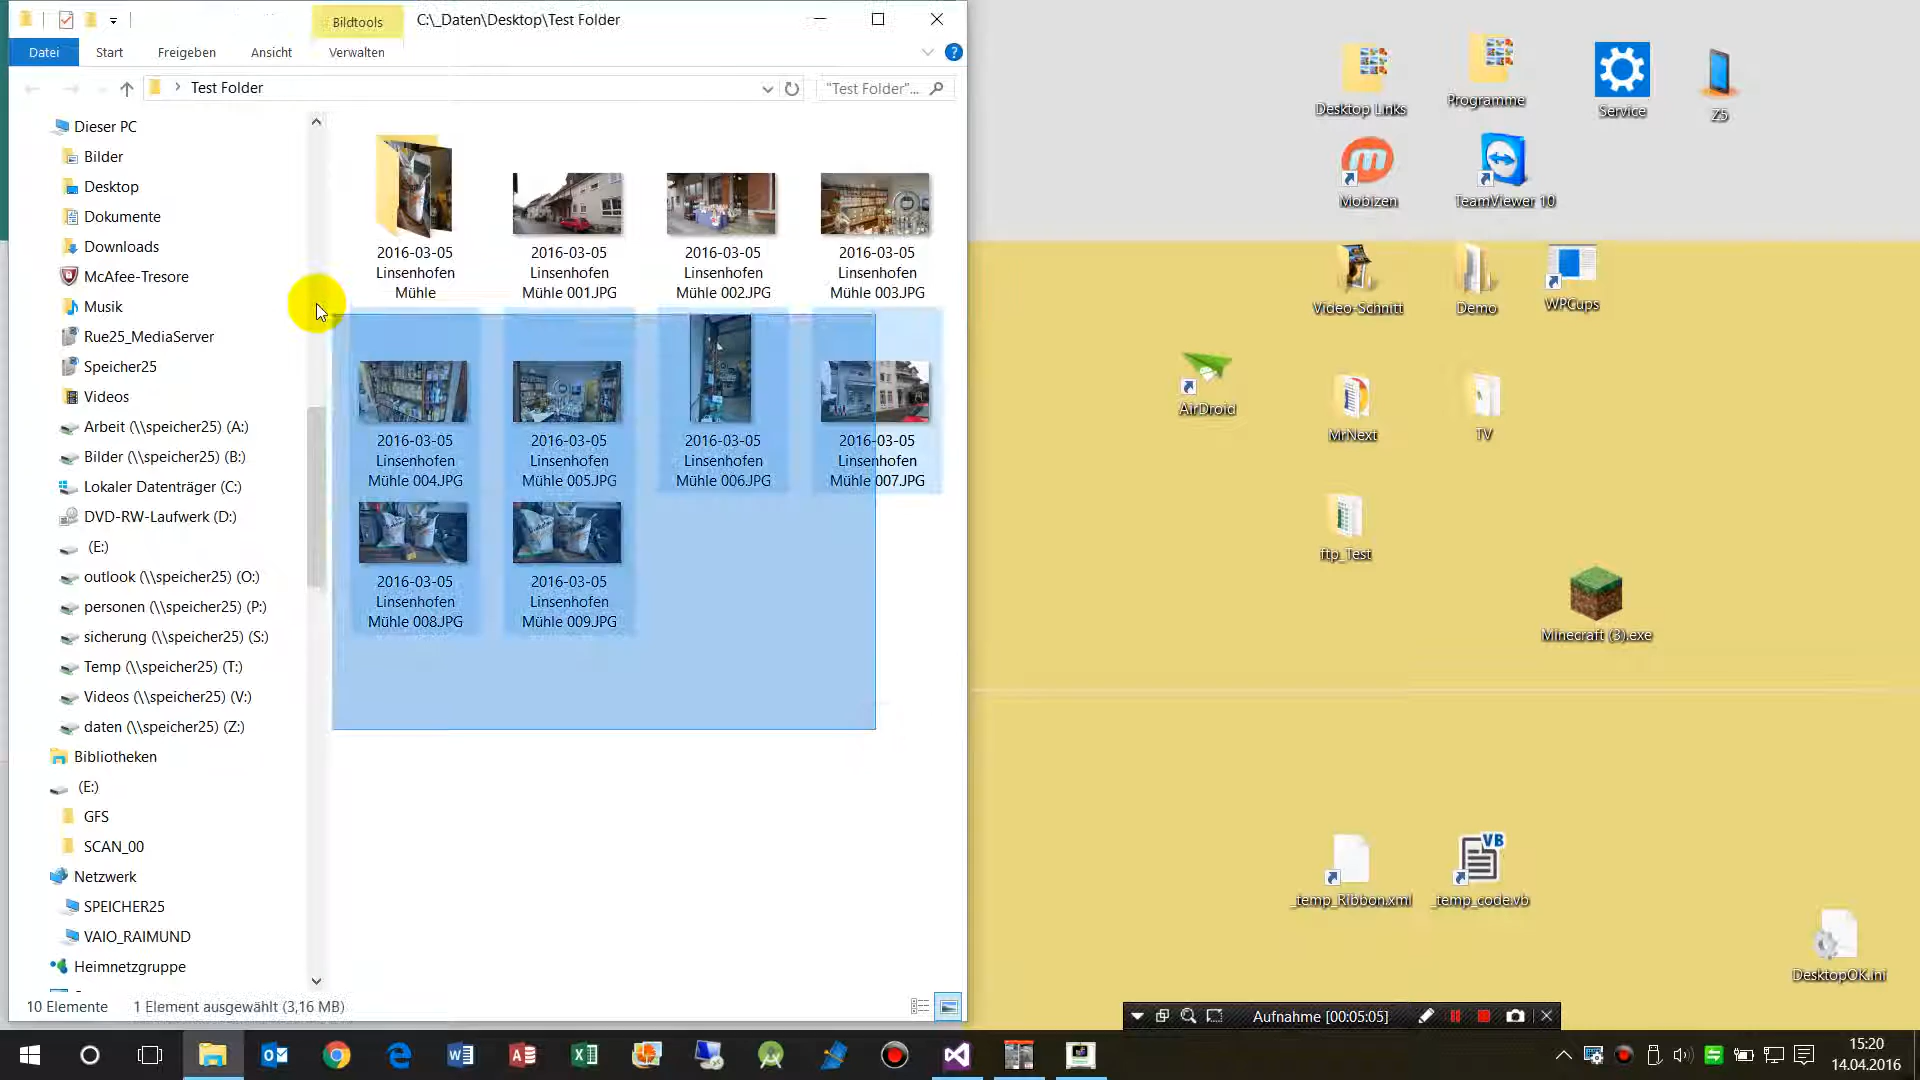 Bildtools
C:\_Daten\Desktop\Test Folder
Datei
Start
Freigeben
Ansicht
Verwalten
Test Folder
"Test Folder"...
Dieser PC
Bilder
Desktop
Dokumente
Downloads
McAfee-Tresore
Musik
Rue25_MediaServer
Speicher25
Videos
Arbeit (\\speicher25) (A:)
Bilder (\\speicher25) (B:)
Lokaler Datenträger (C:)
DVD-RW-Laufwerk (D:)
(E:)
outlook (\\speicher25) (O:)
personen (\\speicher25) (P:)
sicherung (\\speicher25) (S:)
Temp (\\speicher25) (T:)
Videos (\\speicher25) (V:)
daten (\\speicher25) (Z:)
Bibliotheken
(E:)
GFS
SCAN_00
Netzwerk
SPEICHER25
VAIO_RAIMUND
Heimnetzgruppe
2016-03-05
Linsenhofen
Mühle
2016-03-05
Linsenhofen
Mühle 001.JPG
2016-03-05
Linsenhofen
Mühle 002.JPG
2016-03-05
Linsenhofen
Mühle 003.JPG
2016-03-05
Linsenhofen
Mühle 004.JPG
2016-03-05
Linsenhofen
Mühle 005.JPG
2016-03-05
Linsenhofen
Mühle 006.JPG
2016-03-05
Linsenhofen
Mühle 007.JPG
2016-03-05
Linsenhofen
Mühle 008.JPG
2016-03-05
Linsenhofen
Mühle 009.JPG
10 Elemente
1 Element ausgewählt (3,16 MB)
Desktop Links
Programme
Service
Z5
Mobizen
TeamViewer 10
Video-Schnitt
Demo
WPCups
AirDroid
MrNext
TV
ftp_Test
Minecraft (3).exe
VB
_temp_Ribbon.xml
_temp_code.vb
DesktopOK.ini
Aufnahme [00:05:05]
15:20
14.04.2016